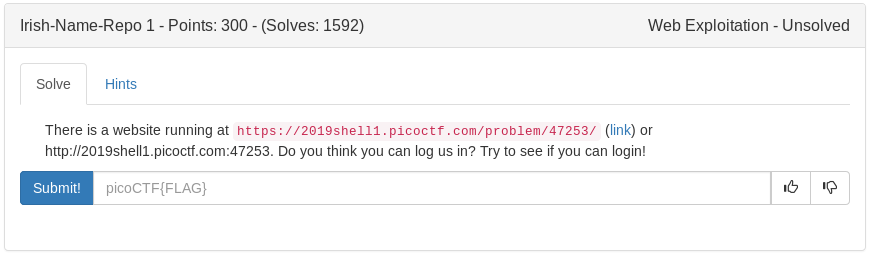 Irish-Name-Repo 1 - Points: 300 - (Solves: 1592) Web Exploitation - Unsolved
Solve Hints
There is a website running at https://2019shell1.picoctf.com/problem/47253/ (link) or
http://2019shell1.picoctf.com:47253. Do you think you can log us in? Try to see if you can login!
Submit! picoCTF{FLAG}